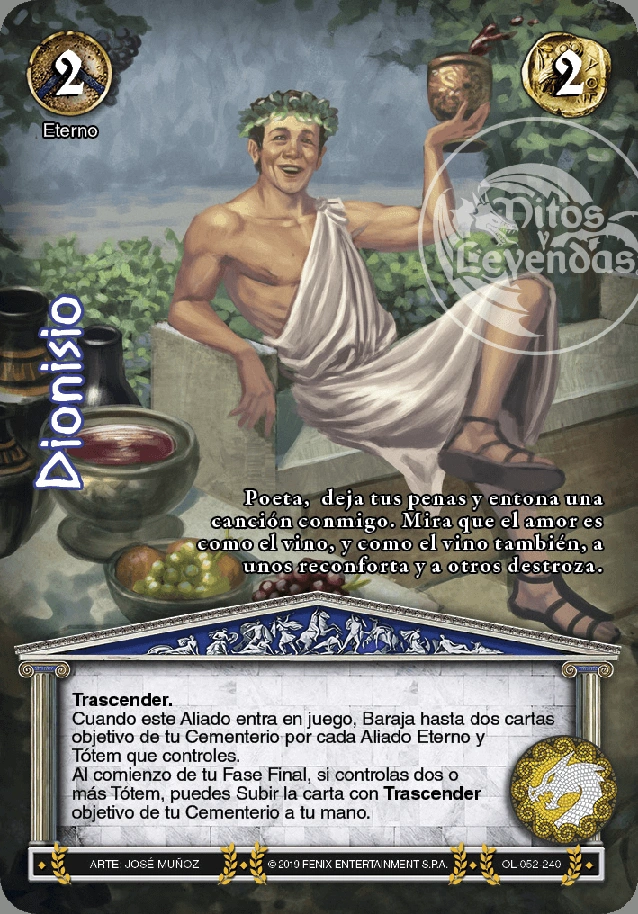 2
2
Eterno
Mitos
y
Leyendas
Dionisio
Poeta, deja tus penas y entona una
canción conmigo. Mira que el amor es
como el vino, y como el vino también, a
unos reconforta y a otros destroza.
Trascender.
Cuando este Aliado entra en juego, Baraja hasta dos cartas
objetivo de tu Cementerio por cada Aliado Eterno y
Tótem que controles.
Al comienzo de tu Fase Final, si controlas dos o
más Tótem, puedes Subir la carta con Trascender
objetivo de tu Cementerio a tu mano.
ARTE: JOSÉ MUÑOZ
© 2019 FENIX ENTERTAINMENT S.P.A.
OL 052-240